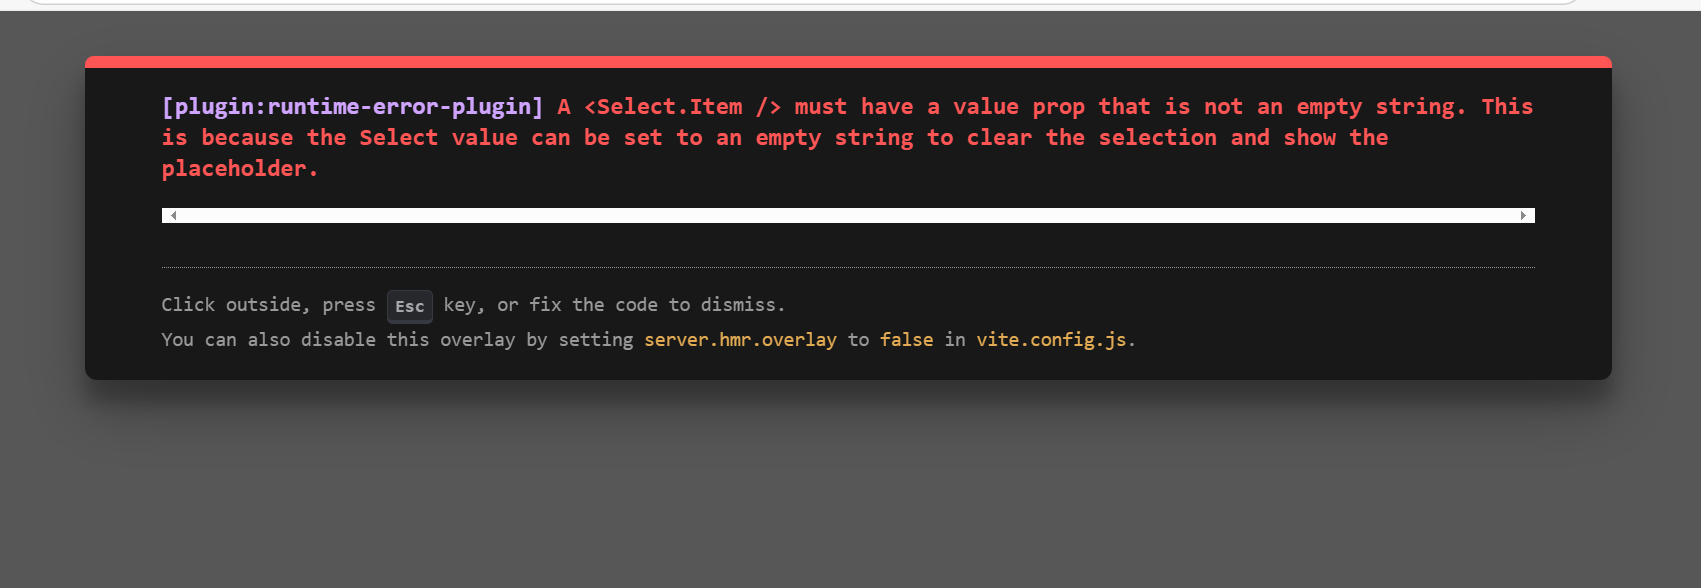 [plugin:runtime-error-plugin] A <Select.Item /> must have a value prop that is not an empty string. This
is because the Select value can be set to an empty string to clear the selection and show the
placeholder.
Click outside, press Esc key, or fix the code to dismiss.
You can also disable this overlay by setting server.hmr.overlay to false in vite.config.js.